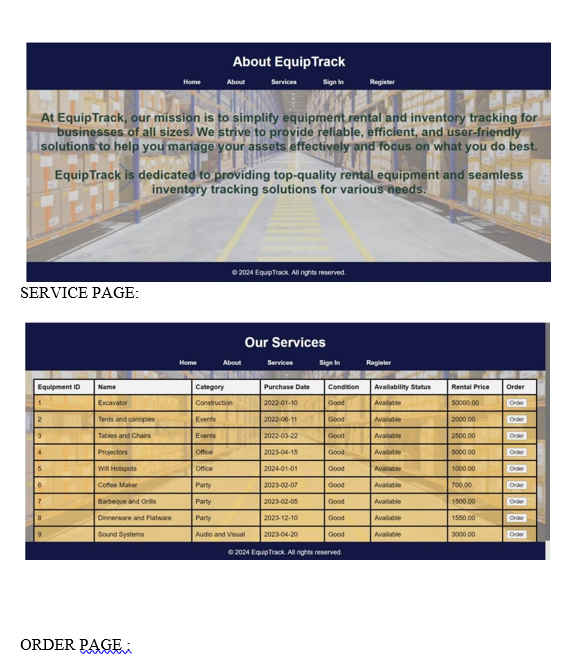 About EquipTrack
Home About Services Sign In Register
At EquipTrack, our mission is to simplify equipment rental and inventory tracking for
businesses of all sizes. We strive to provide reliable, efficient, and user-friendly
solutions to help you manage your assets effectively and focus on what you do best.
EquipTrack is dedicated to providing top-quality rental equipment and seamless
inventory tracking solutions for various needs.
© 2024 EquipTrack. All rights reserved.
SERVICE PAGE:
Our Services
Home About Services Sign In Register
Equipment ID Name Category Purchase Date Condition Availability Status Rental Price Order
1 Excavator Construction 2022-01-10 Good Available 50000.00 Order
2 Tents and canopies Events 2022-06-11 Good Available 2000.00 Order
3 Tables and Chairs Events 2022-03-22 Good Available 2500.00 Order
4 Projectors Office 2023-04-15 Good Available 5000.00 Order
5 Wifi Hotspots Office 2024-01-01 Good Available 1000.00 Order
6 Coffee Maker Party 2023-02-07 Good Available 700.00 Order
7 Barbeque and Grills Party 2023-02-05 Good Available 1500.00 Order
8 Dinnerware and Flatware Party 2023-12-10 Good Available 1550.00 Order
9 Sound Systems Audio and Visual 2023-04-20 Good Available 3000.00 Order
© 2024 EquipTrack. All rights reserved.
ORDER PAGE :